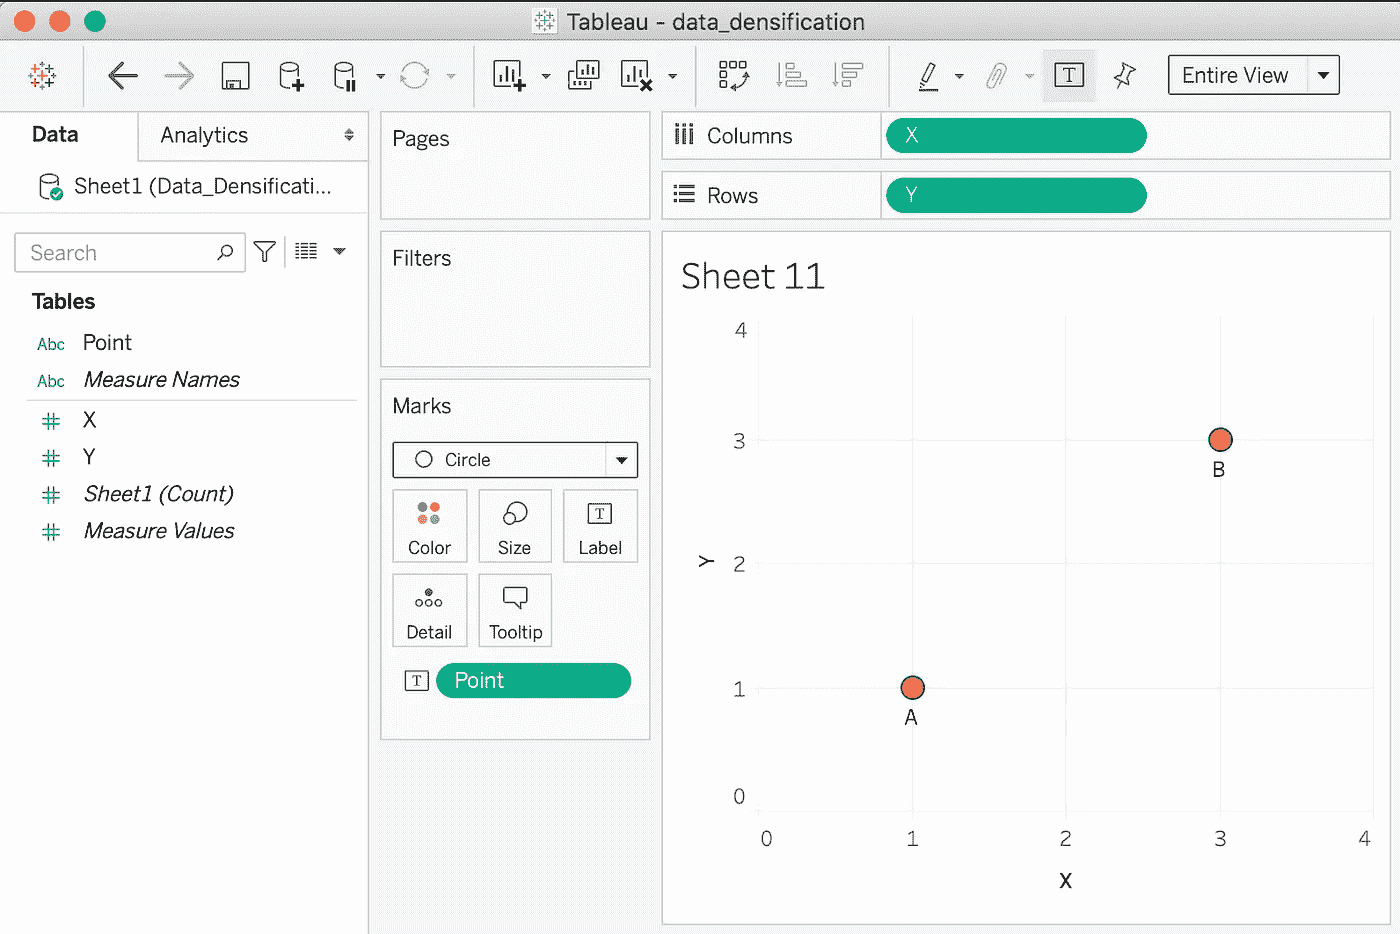 Tableau - data_densification
Entire View
Data
Analytics
Sheet1 (Data_Densificati...
Search
Tables
Abc Point
Abc Measure Names
X
Y
Sheet1 (Count)
Measure Values
Pages
Filters
Marks
Circle
Color Size T Label
Detail Tooltip
T Point
Columns X
Rows Y
Sheet 11
4
3
B
Y 2
1
A
0
0 1 2 3 4
X